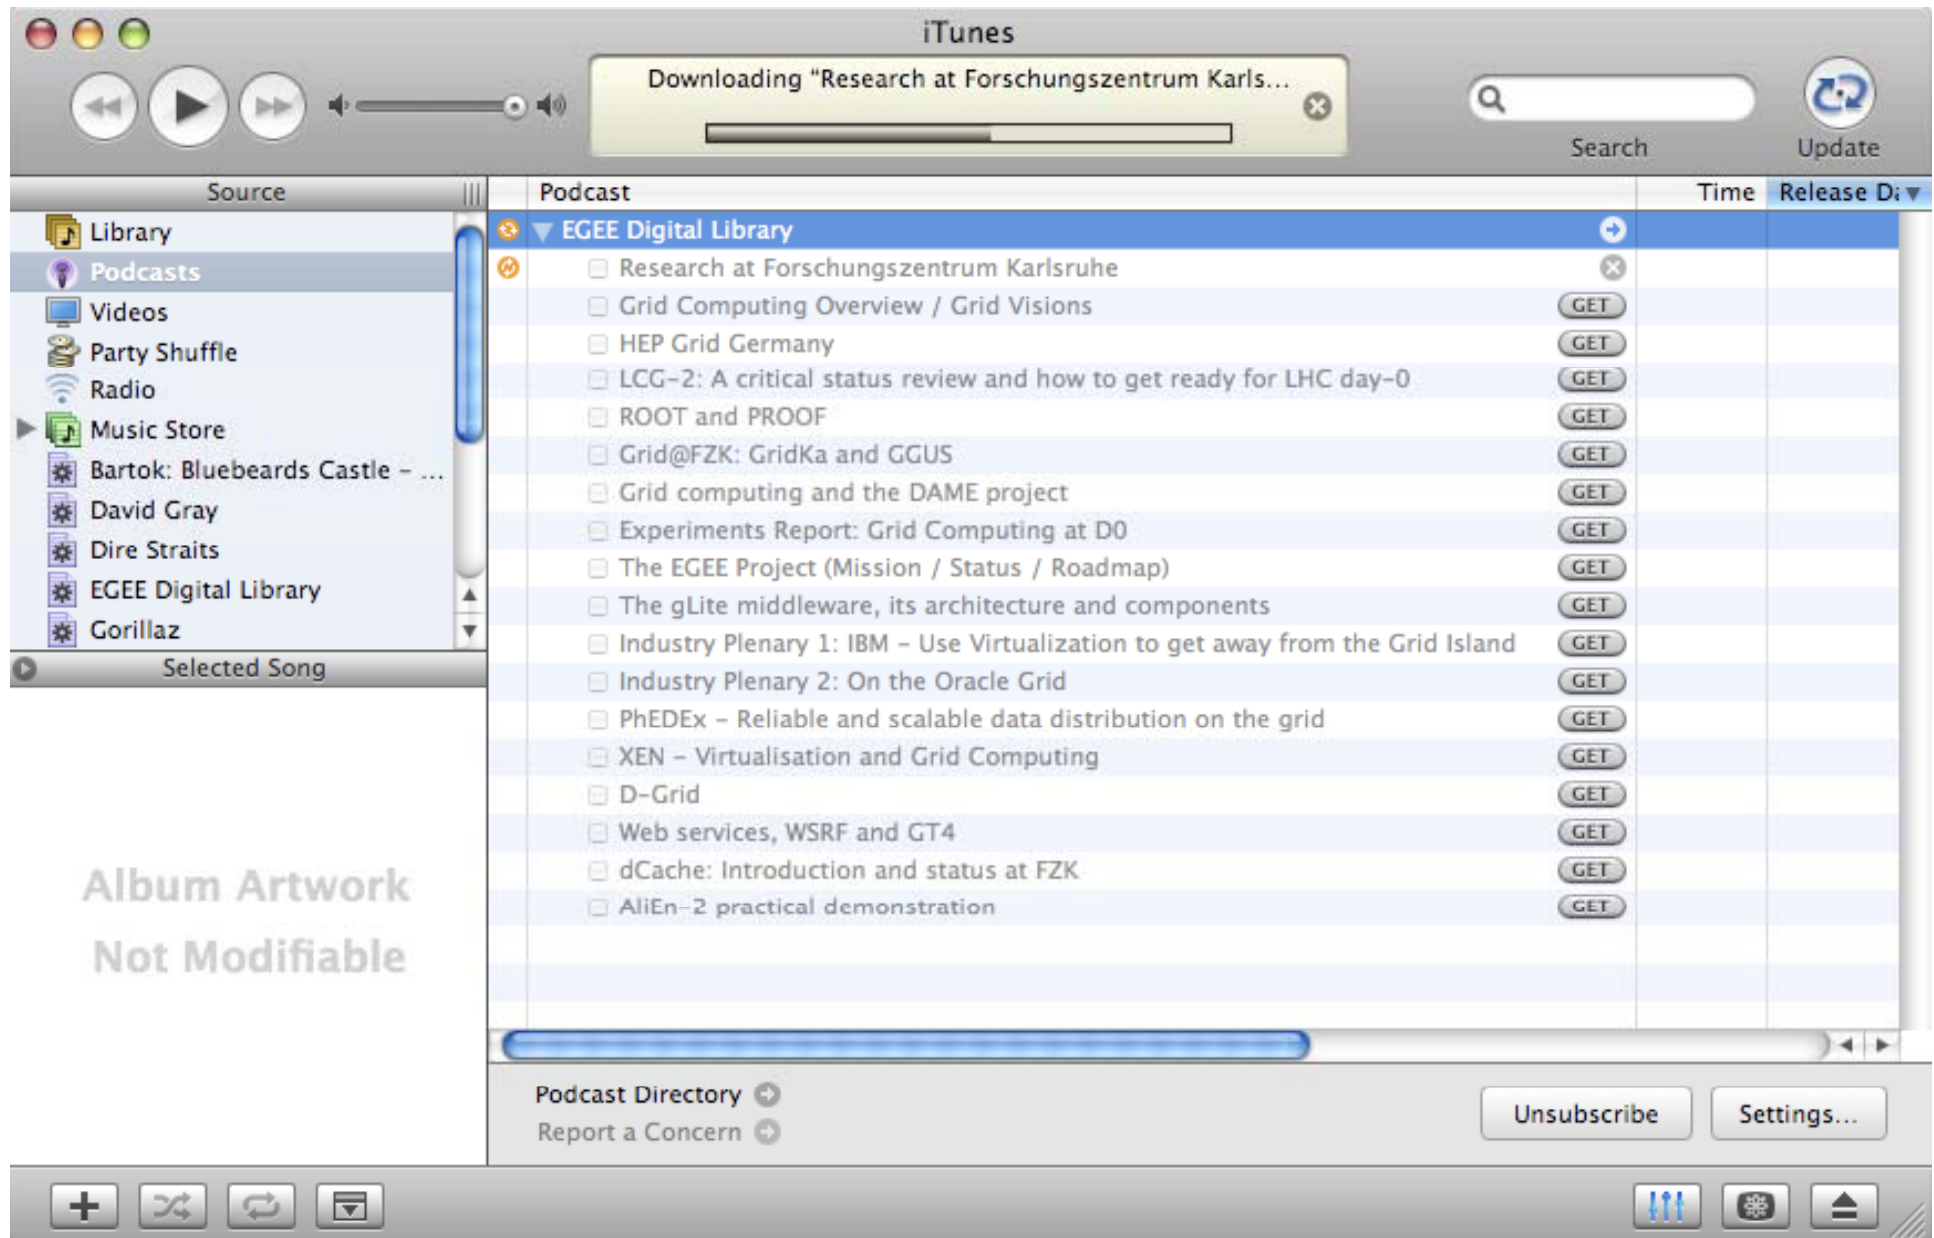 iTunes
Downloading “Research at Forschungszentrum Karls...
Search
Update
Source
Library
Podcasts
Videos
Party Shuffle
Radio
Music Store
Bartok: Bluebeards Castle – ...
David Gray
Dire Straits
EGEE Digital Library
Gorillaz
Selected Song
Album Artwork
Not Modifiable
Podcast Time Release Da
EGEE Digital Library
Research at Forschungszentrum Karlsruhe
Grid Computing Overview / Grid Visions GET
HEP Grid Germany GET
LCG-2: A critical status review and how to get ready for LHC day-0 GET
ROOT and PROOF GET
Grid@FZK: GridKa and GGUS GET
Grid computing and the DAME project GET
Experiments Report: Grid Computing at D0 GET
The EGEE Project (Mission / Status / Roadmap) GET
The gLite middleware, its architecture and components GET
Industry Plenary 1: IBM – Use Virtualization to get away from the Grid Island GET
Industry Plenary 2: On the Oracle Grid GET
PhEDEx – Reliable and scalable data distribution on the grid GET
XEN – Virtualisation and Grid Computing GET
D-Grid GET
Web services, WSRF and GT4 GET
dCache: Introduction and status at FZK GET
AliEn-2 practical demonstration GET
Podcast Directory
Report a Concern
Unsubscribe
Settings...